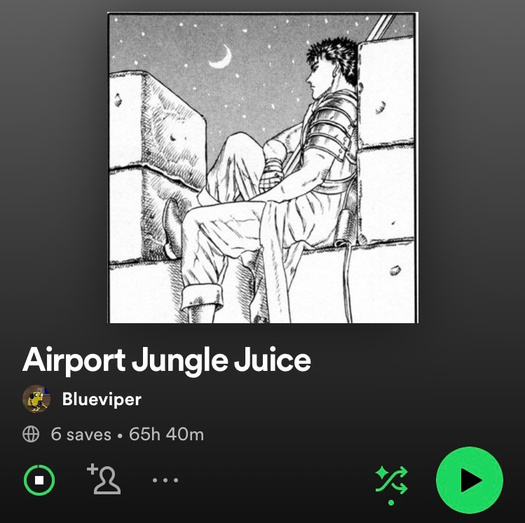 Airport Jungle Juice
Blueviper
6 saves • 65h 40m